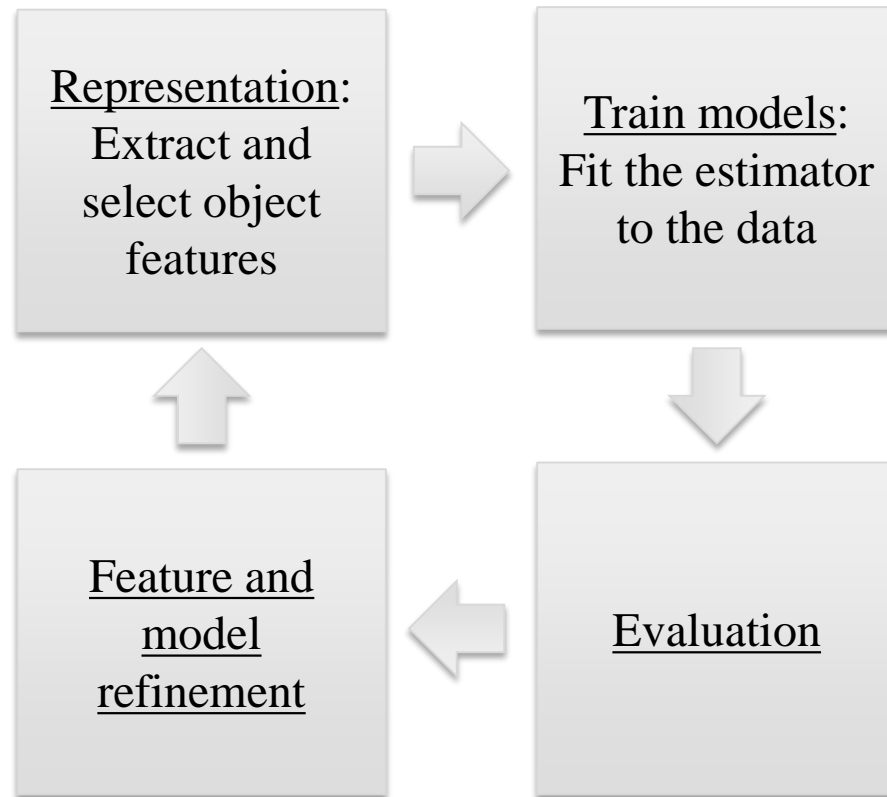 Representation:
Extract and
select object
features
Train models:
Fit the estimator
to the data
Feature and
model
refinement
Evaluation